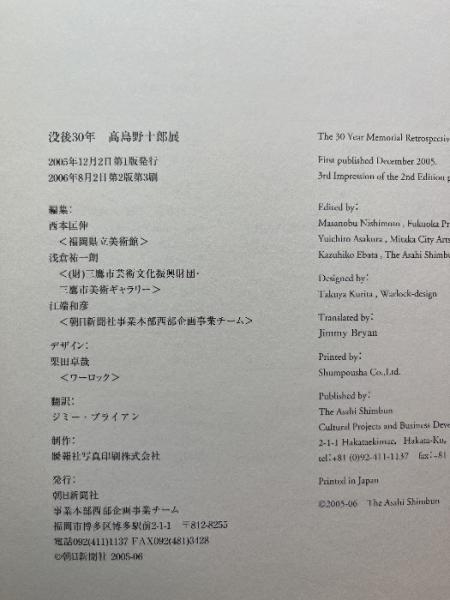 没後30年　髙島野十郎展
2005年12月2日第1版発行
2006年8月2日第2版第3刷
編集:
西本匡伸
<福岡県立美術館>
浅倉祐一朗
<(財)三鷹市芸術文化振興財団・
三鷹市美術ギャラリー>
江端和彦
<朝日新聞社事業本部西部企画事業チーム>
デザイン:
栗田卓哉
<ワーロック>
翻訳:
ジミー・ブライアン
制作:
瞬報社写真印刷株式会社
発行:
朝日新聞社
事業本部西部企画事業チーム
福岡市博多区博多駅前2-1-1　〒812-8255
電話092(411)1137 FAX092(481)3428
©朝日新聞社 2005-06
The 30 Year Memorial Retrospectiv
First published December 2005.
3rd Impression of the 2nd Edition
Edited by:
Masanobu Nishimoto , Fukuoka Pr
Yuichiro Asakura , Mitaka City Arts
Kazuhiko Ebata , The Asahi Shimbun
Designed by:
Takuya Kurita , Warlock-design
Translated by:
Jimmy Bryan
Printed by:
Shumpousha Co.,Ltd.
Published by:
The Asahi Shimbun
Cultural Projects and Business Deve
2-1-1 Hakataekimae, Hakata-Ku,
tel:+81 (0)92-411-1137　fax:+81
Printed in Japan
©2005-06　The Asahi Shimbun